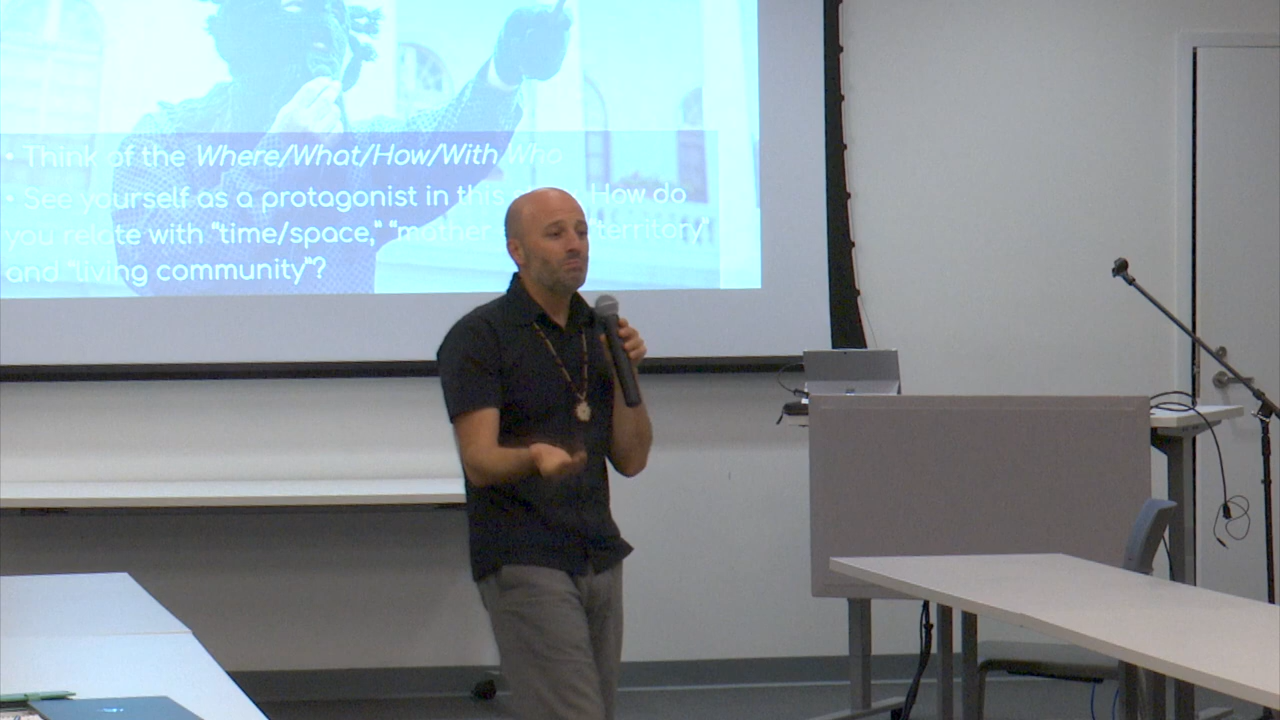 • Think of the Where/What/How/With Who
• See yourself as a protagonist in this How do
you relate with “time/space,” “mother “territory”
and “living community”?